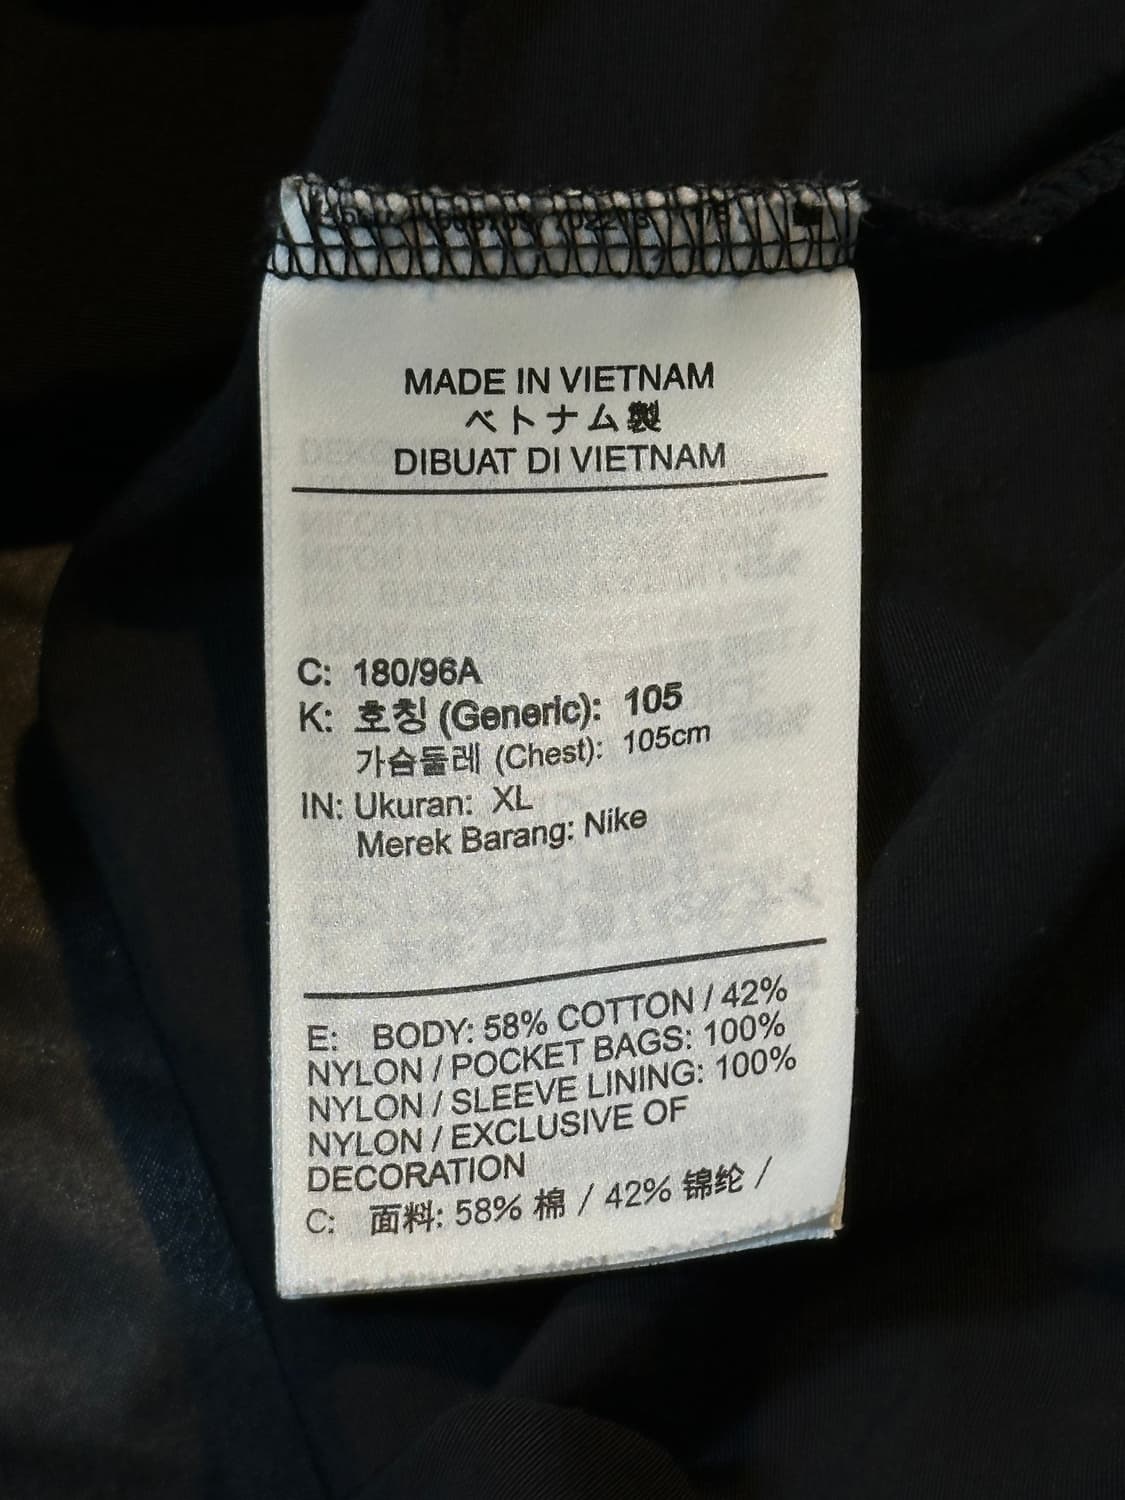 MADE IN VIETNAM
ベトナム製
DIBUAT DI VIETNAM
C: 180/96A
K: 호칭 (Generic): 105
가슴둘레 (Chest): 105cm
IN: Ukuran: XL
Merek Barang: Nike
E: BODY: 58% COTTON / 42%
NYLON / POCKET BAGS: 100%
NYLON / SLEEVE LINING: 100%
NYLON / EXCLUSIVE OF
DECORATION
C: 面料: 58% 棉 / 42% 锦纶 /